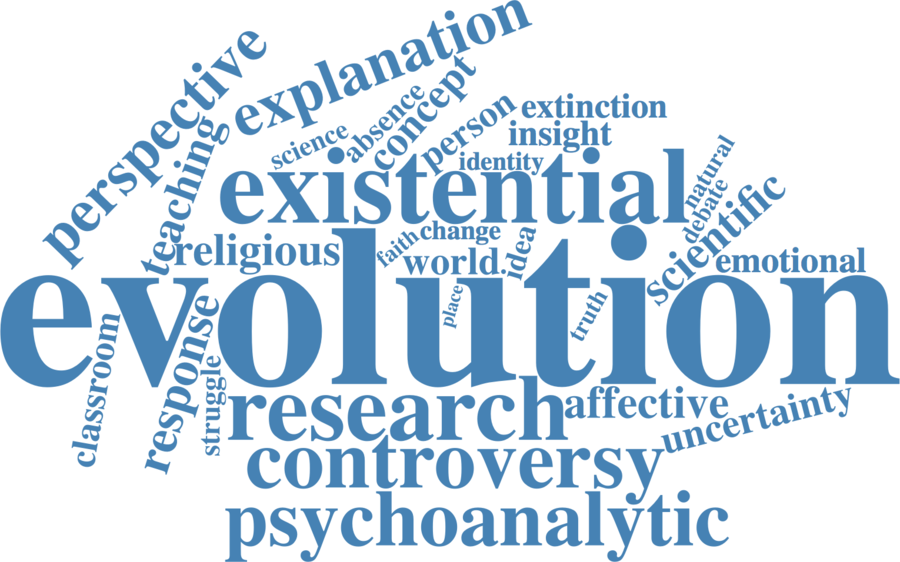 perspective
explanation
science
absence
concept
person
extinction
insight
identity
teaching
existential
natural
debate
scientific
religious
faith
change
world
idea
emotional
evolution
place
truth
classroom
response
struggle
research
affective
uncertainty
controversy
psychoanalytic